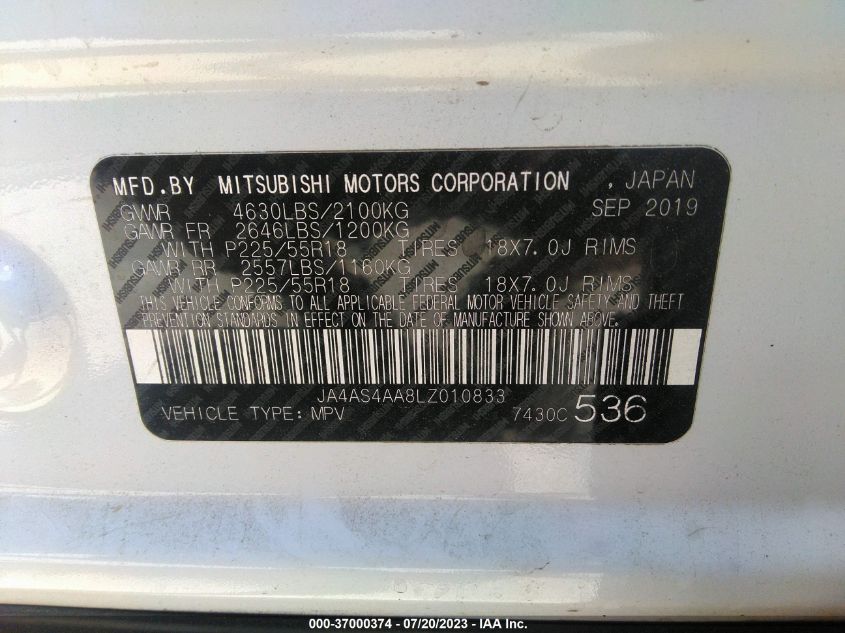 MFD.BY MITSUBISHI MOTORS CORPORATION , JAPAN
GVWR 4630LBS/2100KG SEP 2019
GAWR FR 2646LBS/1200KG
WITH P225/55R18 TIRES 18X7.0J RIMS
GAWR RR 2557LBS/1160KG
WITH P225/55R18 TIRES 18X7.0J RIMS
THIS VEHICLE CONFORMS TO ALL APPLICABLE FEDERAL MOTOR VEHICLE SAFETY AND THEFT
PREVENTION STANDARDS IN EFFECT ON THE DATE OF MANUFACTURE SHOWN ABOVE.
JA4AS4AA8LZ010833
VEHICLE TYPE: MPV 7430C 536
000-37000374 - 07/20/2023 - IAA Inc.